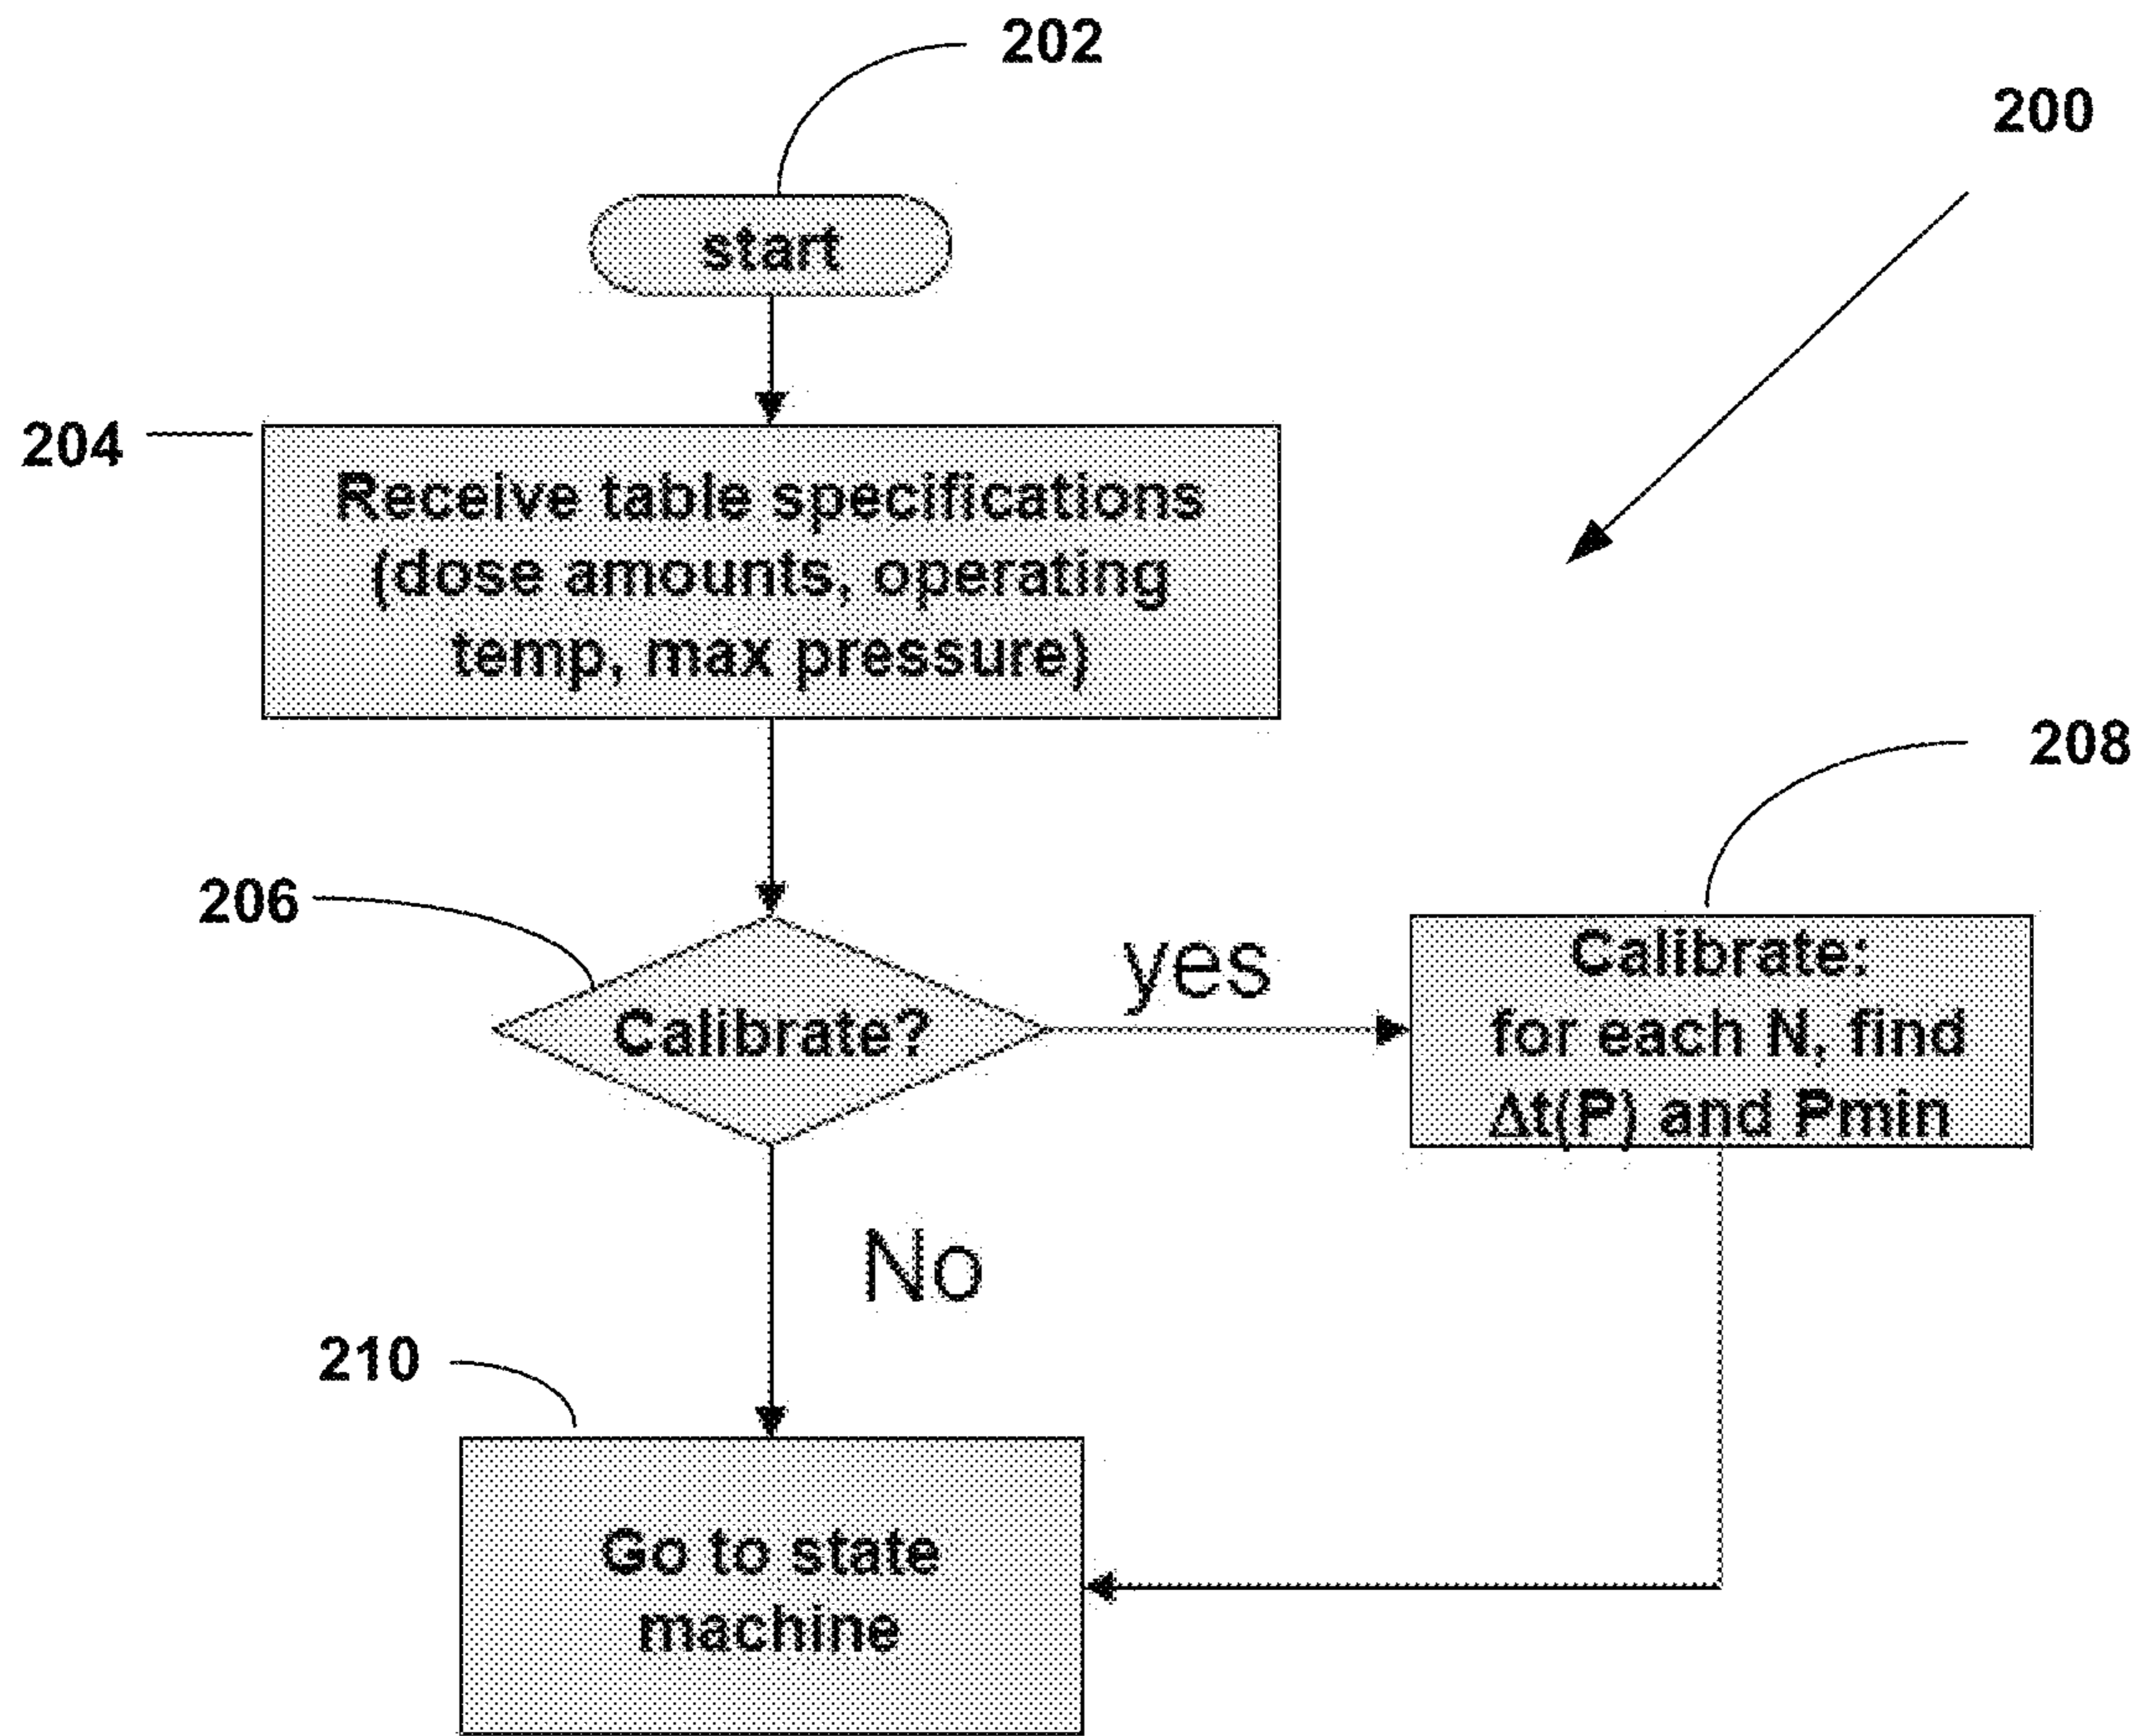 202
200
start
204
Receive table specifications
(dose amounts, operating
temp, max pressure)
208
206
Calibrate?
yes
Calibrate:
for each N, find
Δt(P) and Pmin
No
210
Go to state
machine